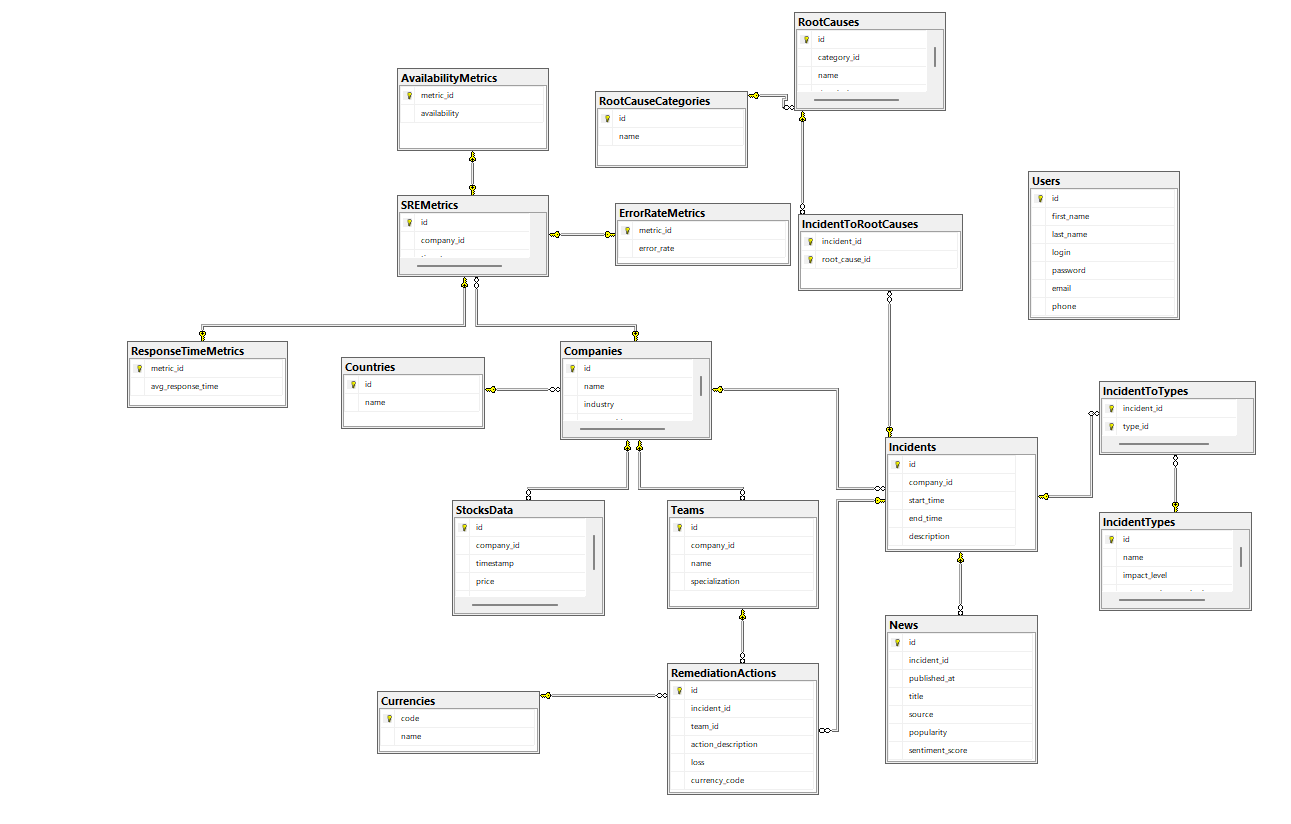 RootCauses
id
category_id
name
AvailabilityMetrics
metric_id
availability
RootCauseCategories
id
name
Users
id
first_name
last_name
login
password
email
phone
SREMetrics
id
company_id
ErrorRateMetrics
metric_id
error_rate
IncidentToRootCauses
incident_id
root_cause_id
ResponseTimeMetrics
metric_id
avg_response_time
Countries
id
name
Companies
id
name
industry
IncidentToTypes
incident_id
type_id
Incidents
id
company_id
start_time
end_time
description
StocksData
id
company_id
timestamp
price
Teams
id
company_id
name
specialization
IncidentTypes
id
name
impact_level
News
id
incident_id
published_at
title
source
popularity
sentiment_score
RemediationActions
id
incident_id
team_id
action_description
loss
currency_code
Currencies
code
name